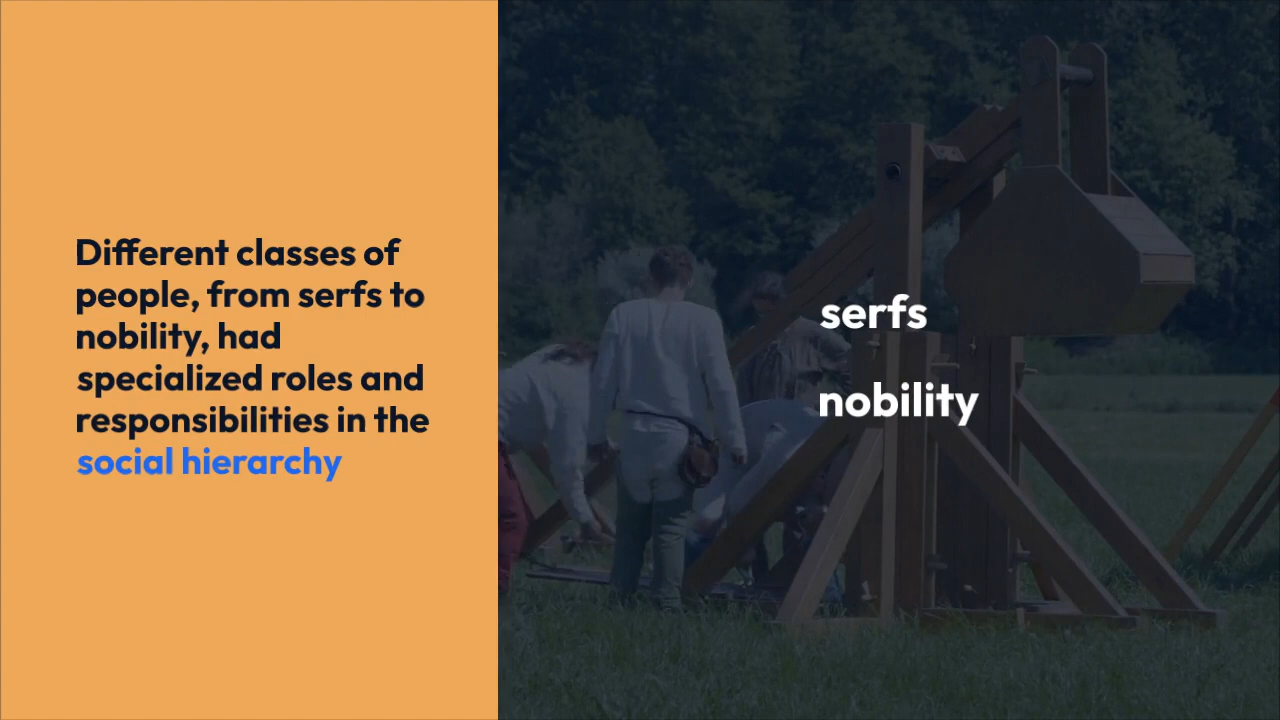 Different classes of
people, from serfs to
nobility, had
specialized roles and
responsibilities in the
social hierarchy
serfs
nobility